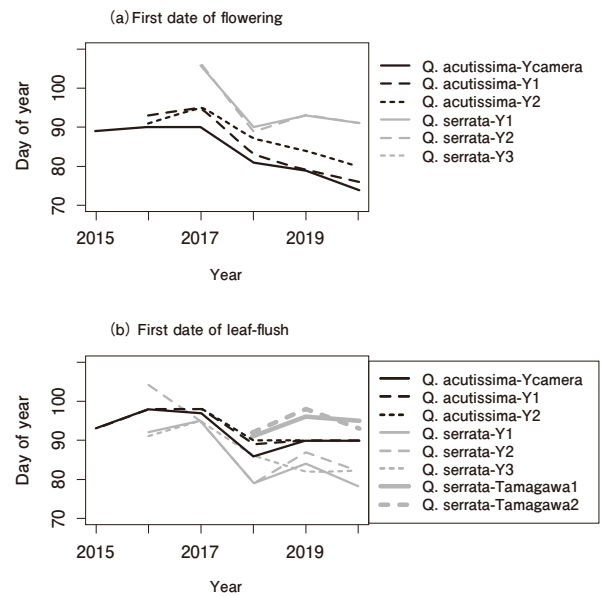 (a) First date of flowering
Day of year
100
90
80
70
2015
2017
2019
Year
Q. acutissima-Ycamera
Q. acutissima-Y1
Q. acutissima-Y2
Q. serrata-Y1
Q. serrata-Y2
Q. serrata-Y3
(b) First date of leaf-flush
Day of year
100
90
80
70
2015
2017
2019
Year
Q. acutissima-Ycamera
Q. acutissima-Y1
Q. acutissima-Y2
Q. serrata-Y1
Q. serrata-Y2
Q. serrata-Y3
Q. serrata-Tamagawa1
Q. serrata-Tamagawa2